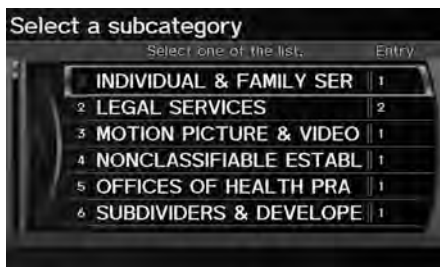 Select a subcategory
Select one of the list. Entry
INDIVIDUAL & FAMILY SER 1
2 LEGAL SERVICES 2
3 MOTION PICTURE & VIDEO 1
4 NONCLASSIFIABLE ESTABL 1
5 OFFICES OF HEALTH PRA 1
6 SUBDIVIDERS & DEVELOPE 1